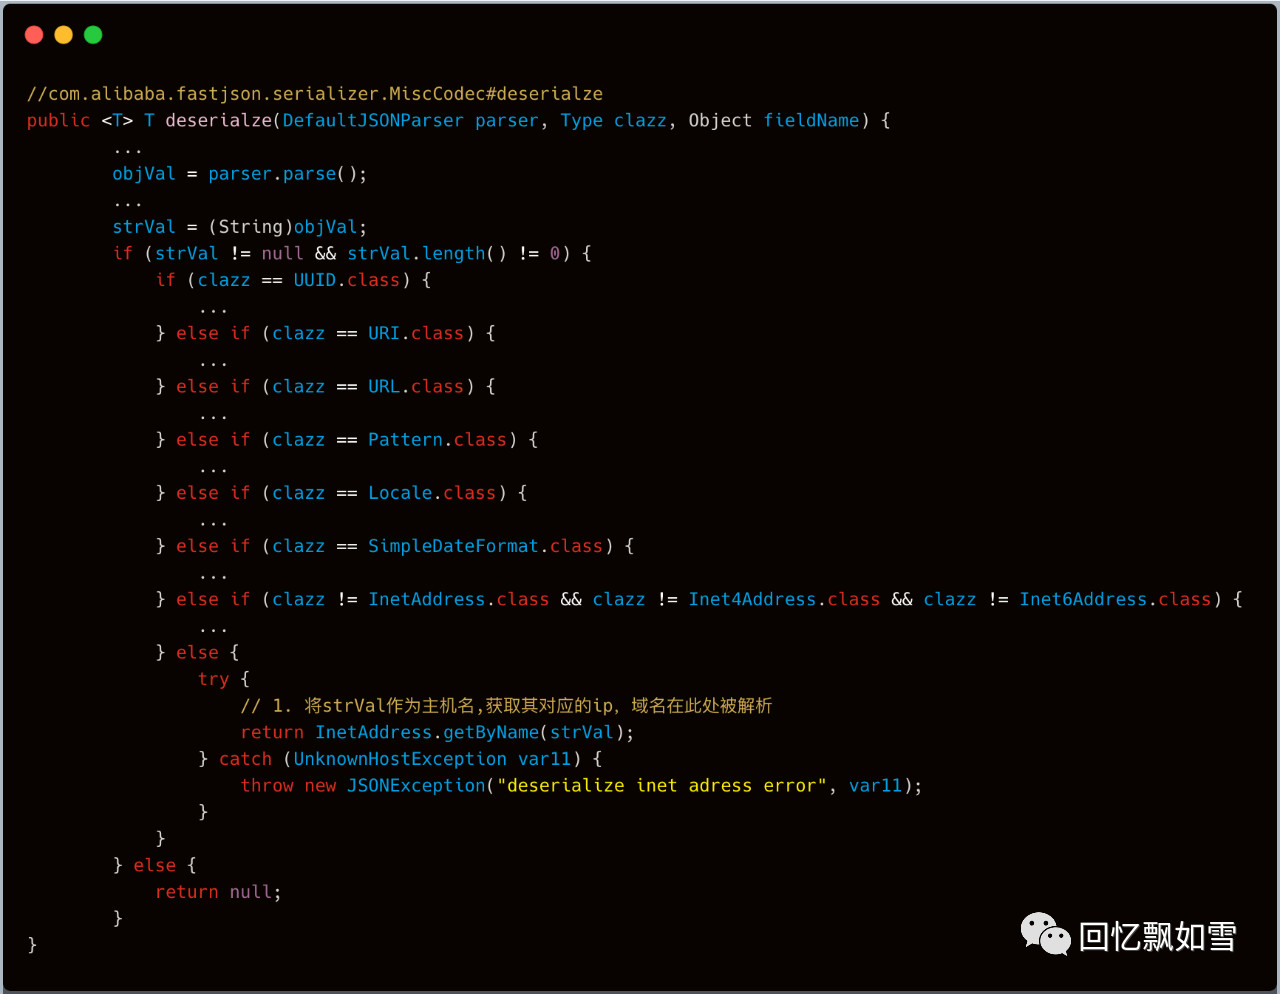 //com.alibaba.fastjson.serializer.MiscCodec#deserialze
public <T> T deserialze(DefaultJSONParser parser, Type clazz, Object fieldName) {
        ...
        objVal = parser.parse();
        ...
        strVal = (String)objVal;
        if (strVal != null && strVal.length() != 0) {
            if (clazz == UUID.class) {
                ...
            } else if (clazz == URI.class) {
                ...
            } else if (clazz == URL.class) {
                ...
            } else if (clazz == Pattern.class) {
                ...
            } else if (clazz == Locale.class) {
                ...
            } else if (clazz == SimpleDateFormat.class) {
                ...
            } else if (clazz != InetAddress.class && clazz != Inet4Address.class && clazz != Inet6Address.class) {
                ...
            } else {
                try {
                    // 1. 将strVal作为主机名,获取其对应的ip，域名在此处被解析
                    return InetAddress.getByName(strVal);
                } catch (UnknownHostException var11) {
                    throw new JSONException("deserialize inet adress error", var11);
                }
            }
        } else {
            return null;
        }
}
回忆飘如雪